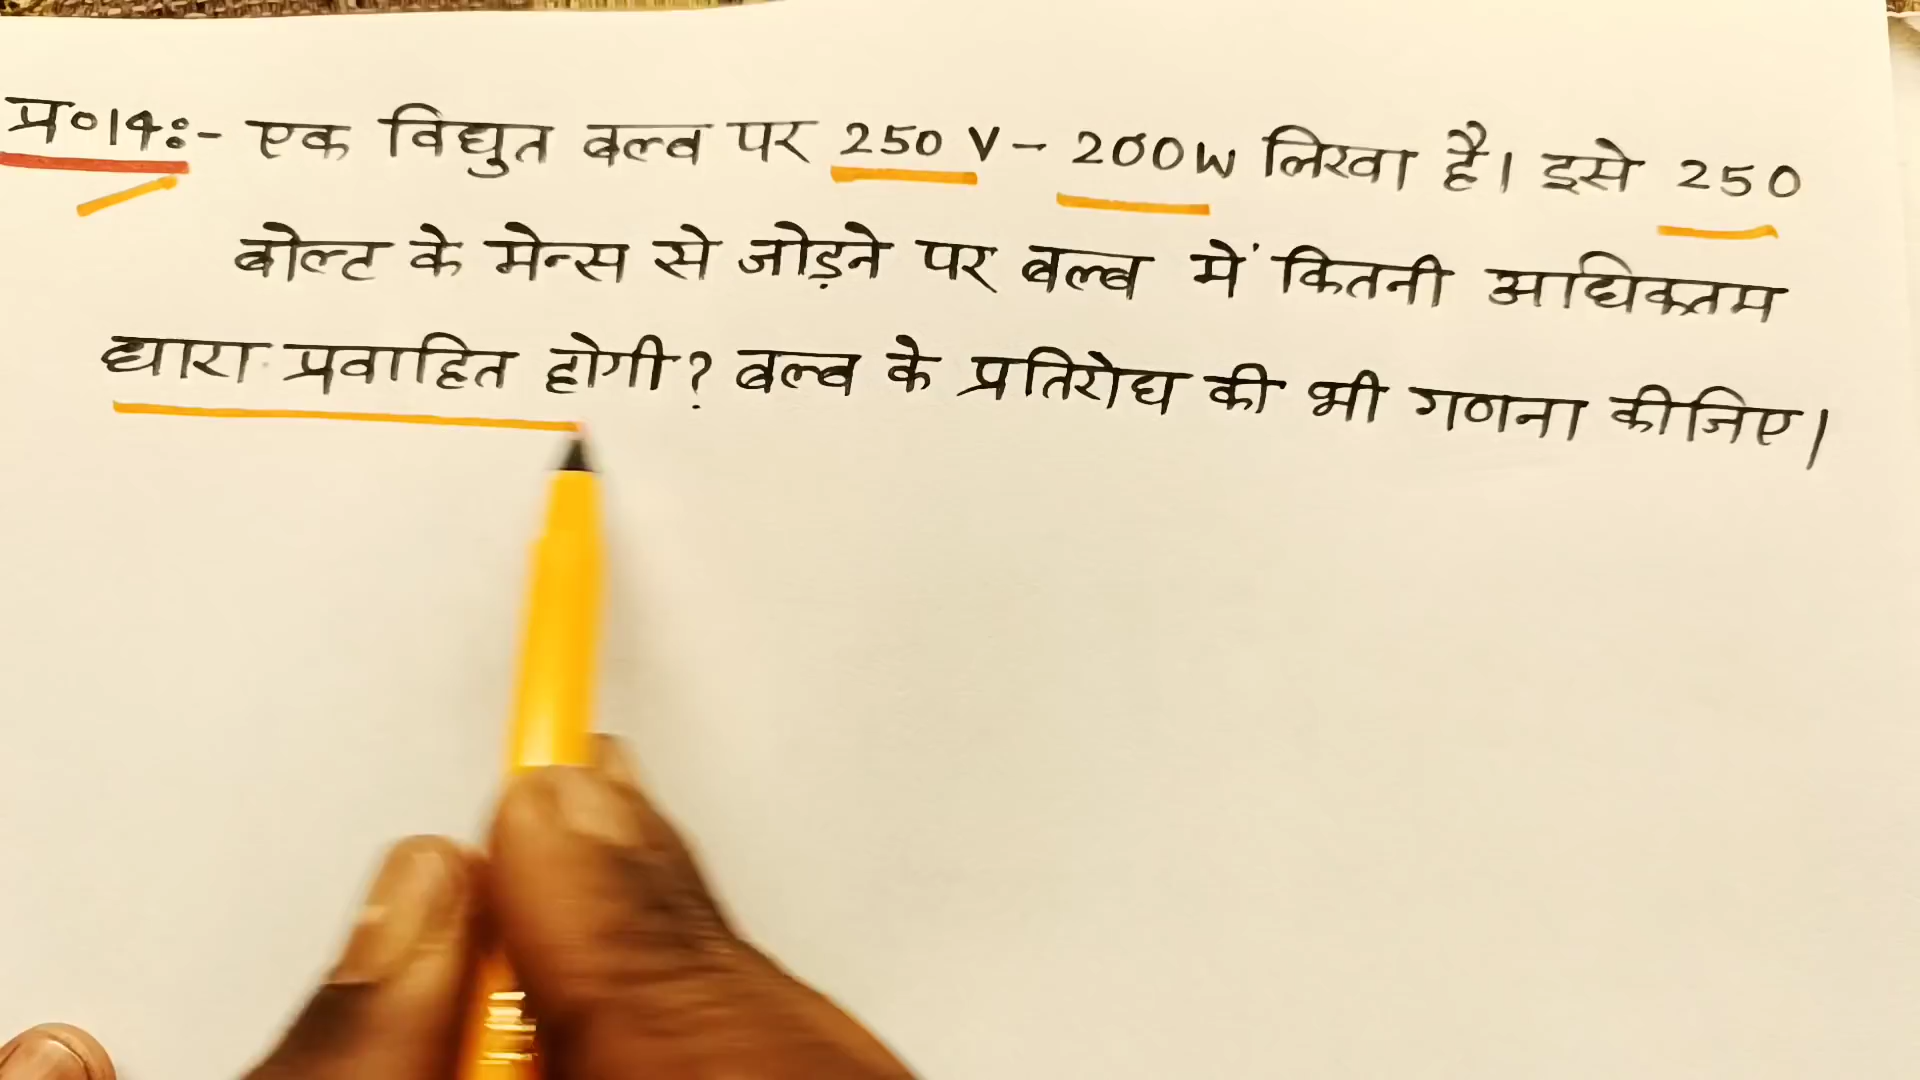 प्र०14:- एक विद्युत बल्ब पर 250 V - 200W लिखा है। इसे 250
वोल्ट के मेन्स से जोड़ने पर बल्ब में कितनी अधिकतम
धारा प्रवाहित होगी? बल्ब के प्रतिरोध की भी गणना कीजिए।